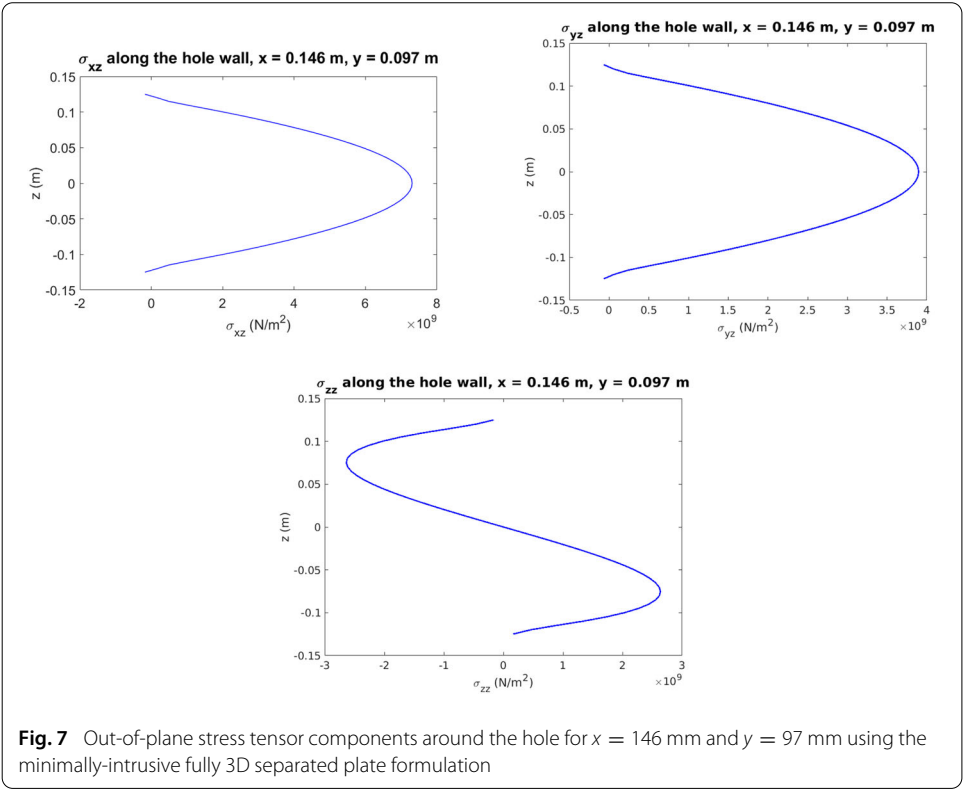 σxz along the hole wall, x = 0.146 m, y = 0.097 m
0.15
0.1
0.05
0
-0.05
-0.1
-0.15
z (m)
-2 0 2 4 6 8
σxz (N/m²)
×10⁹
σyz along the hole wall, x = 0.146 m, y = 0.097 m
0.15
0.1
0.05
0
-0.05
-0.1
-0.15
z (m)
-0.5 0 0.5 1 1.5 2 2.5 3 3.5 4
σyz (N/m²)
×10⁹
σzz along the hole wall, x = 0.146 m, y = 0.097 m
0.15
0.1
0.05
0
-0.05
-0.1
-0.15
z (m)
-3 -2 -1 0 1 2 3
σzz (N/m²)
×10⁹
Fig. 7 Out-of-plane stress tensor components around the hole for x = 146 mm and y = 97 mm using the
minimally-intrusive fully 3D separated plate formulation